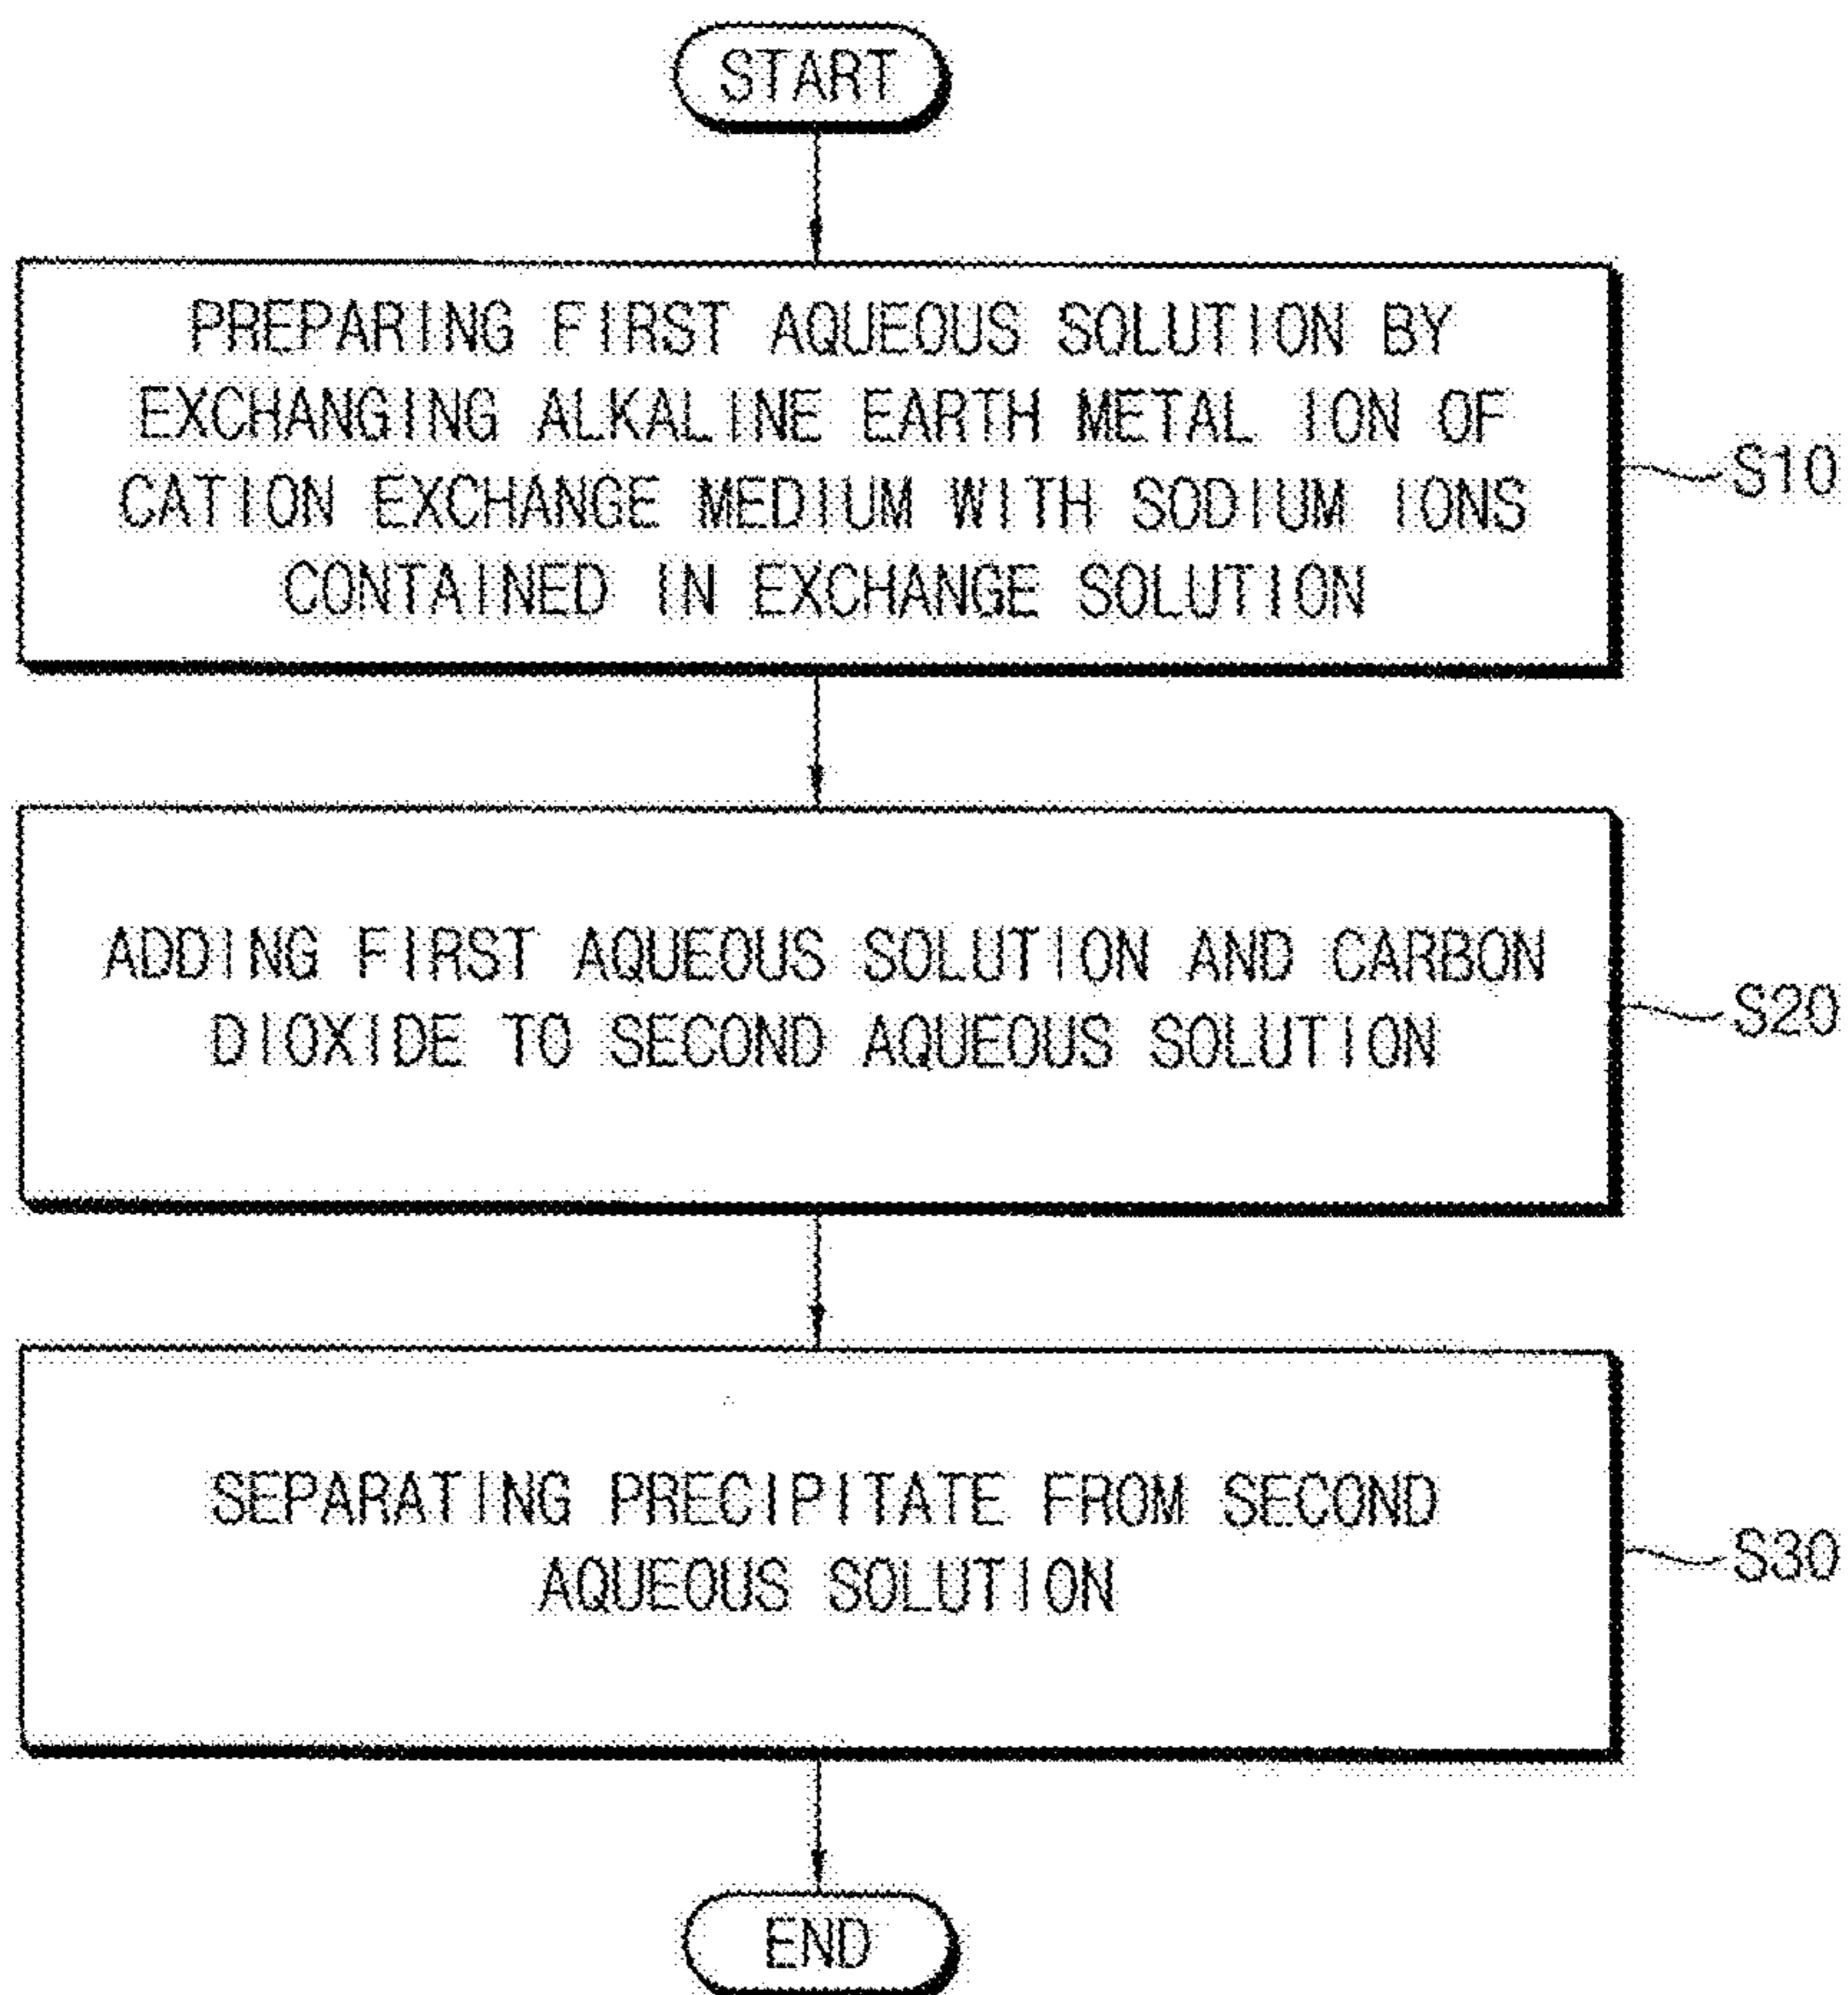 START
PREPARING FIRST AQUEOUS SOLUTION BY
EXCHANGING ALKALINE EARTH METAL ION OF
CATION EXCHANGE MEDIUM WITH SODIUM IONS
CONTAINED IN EXCHANGE SOLUTION
S10
ADDING FIRST AQUEOUS SOLUTION AND CARBON
DIOXIDE TO SECOND AQUEOUS SOLUTION
S20
SEPARATING PRECIPITATE FROM SECOND
AQUEOUS SOLUTION
S30
END